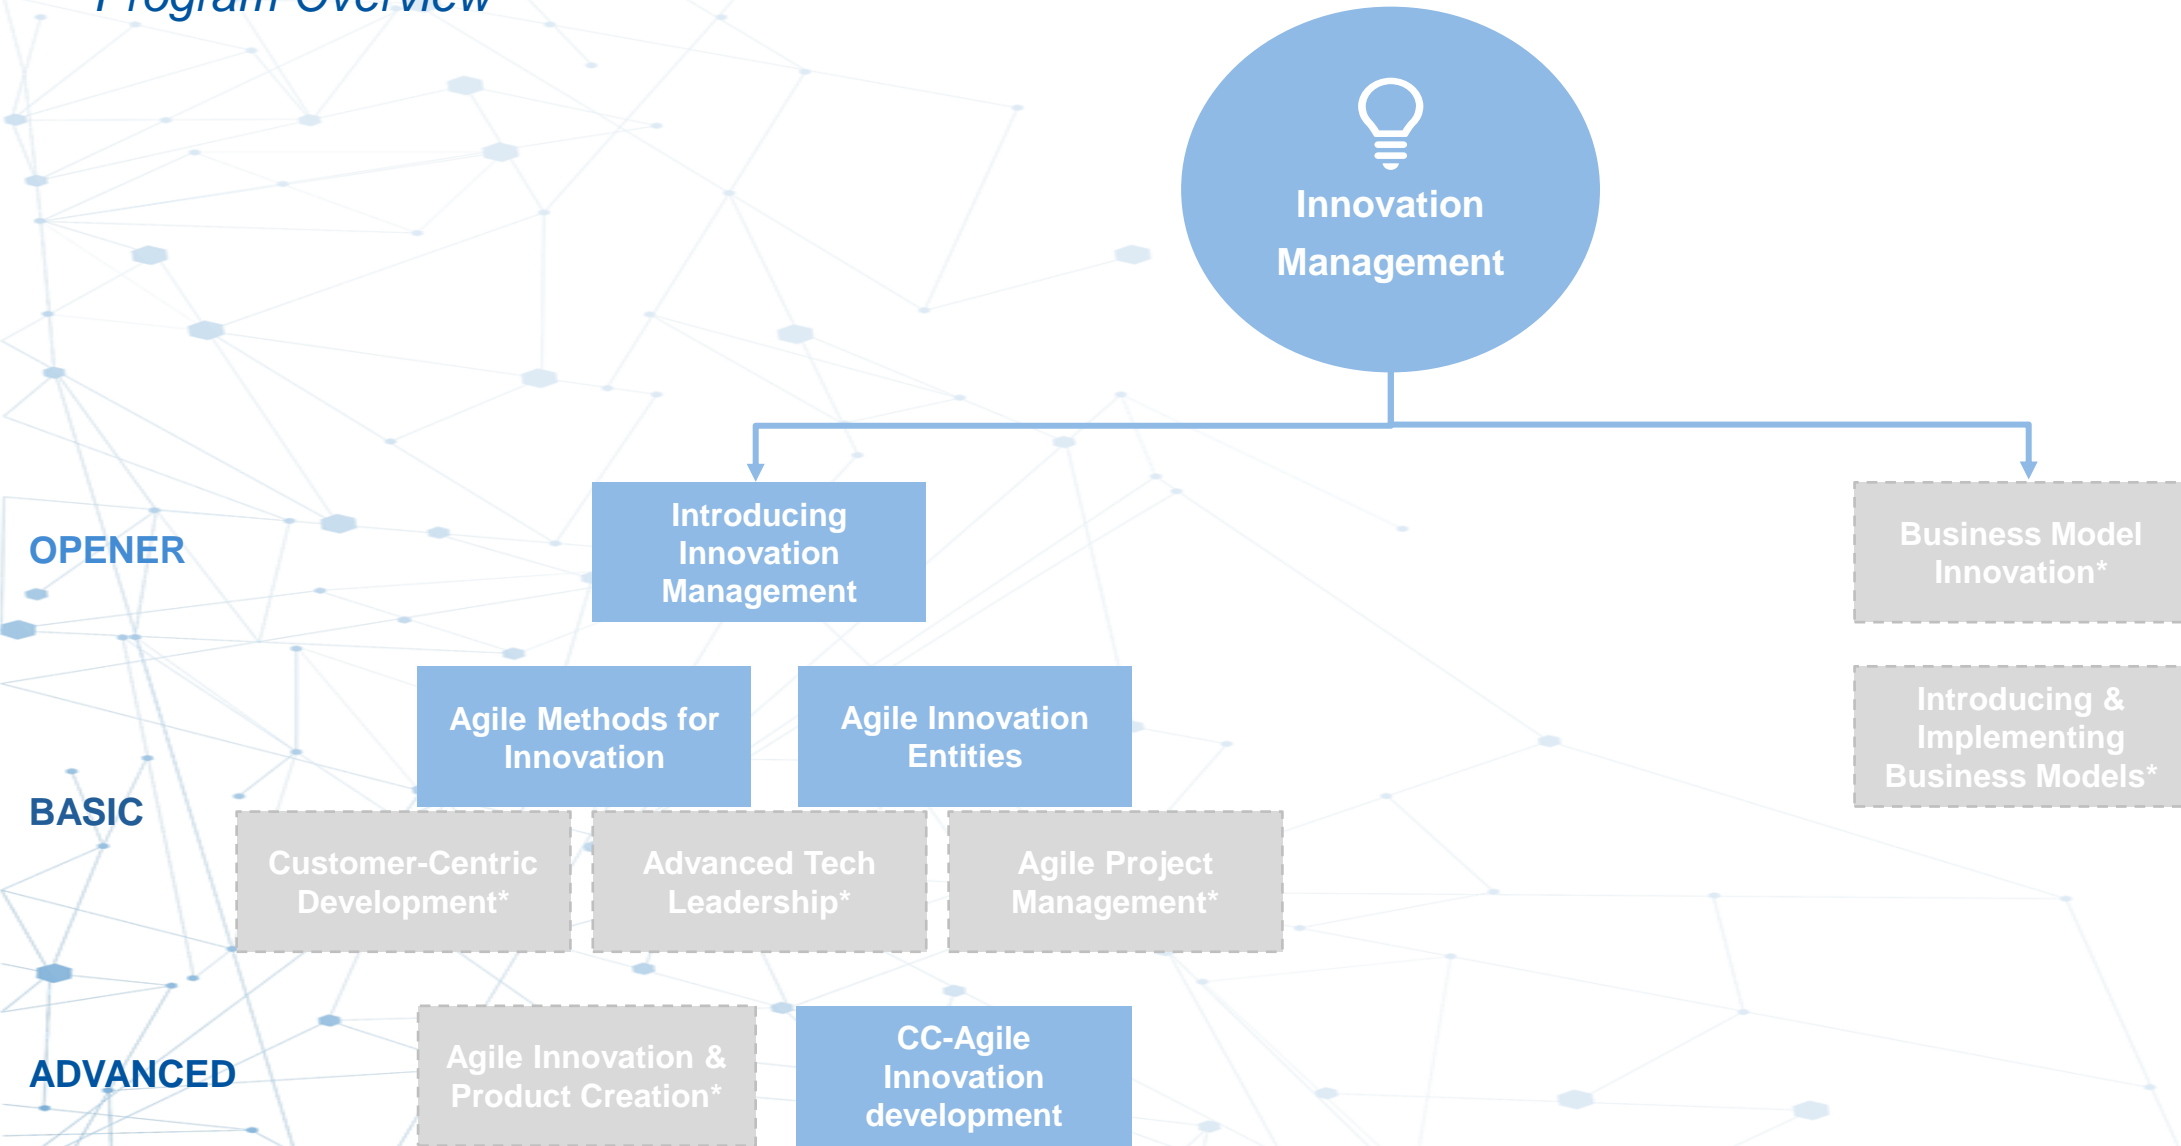 Program Overview
Innovation
Management
OPENER
Introducing
Innovation
Management
Business Model
Innovation*
BASIC
Agile Methods for
Innovation
Agile Innovation
Entities
Introducing &
Implementing
Business Models*
Customer-Centric
Development*
Advanced Tech
Leadership*
Agile Project
Management*
ADVANCED
Agile Innovation &
Product Creation*
CC-Agile
Innovation
development